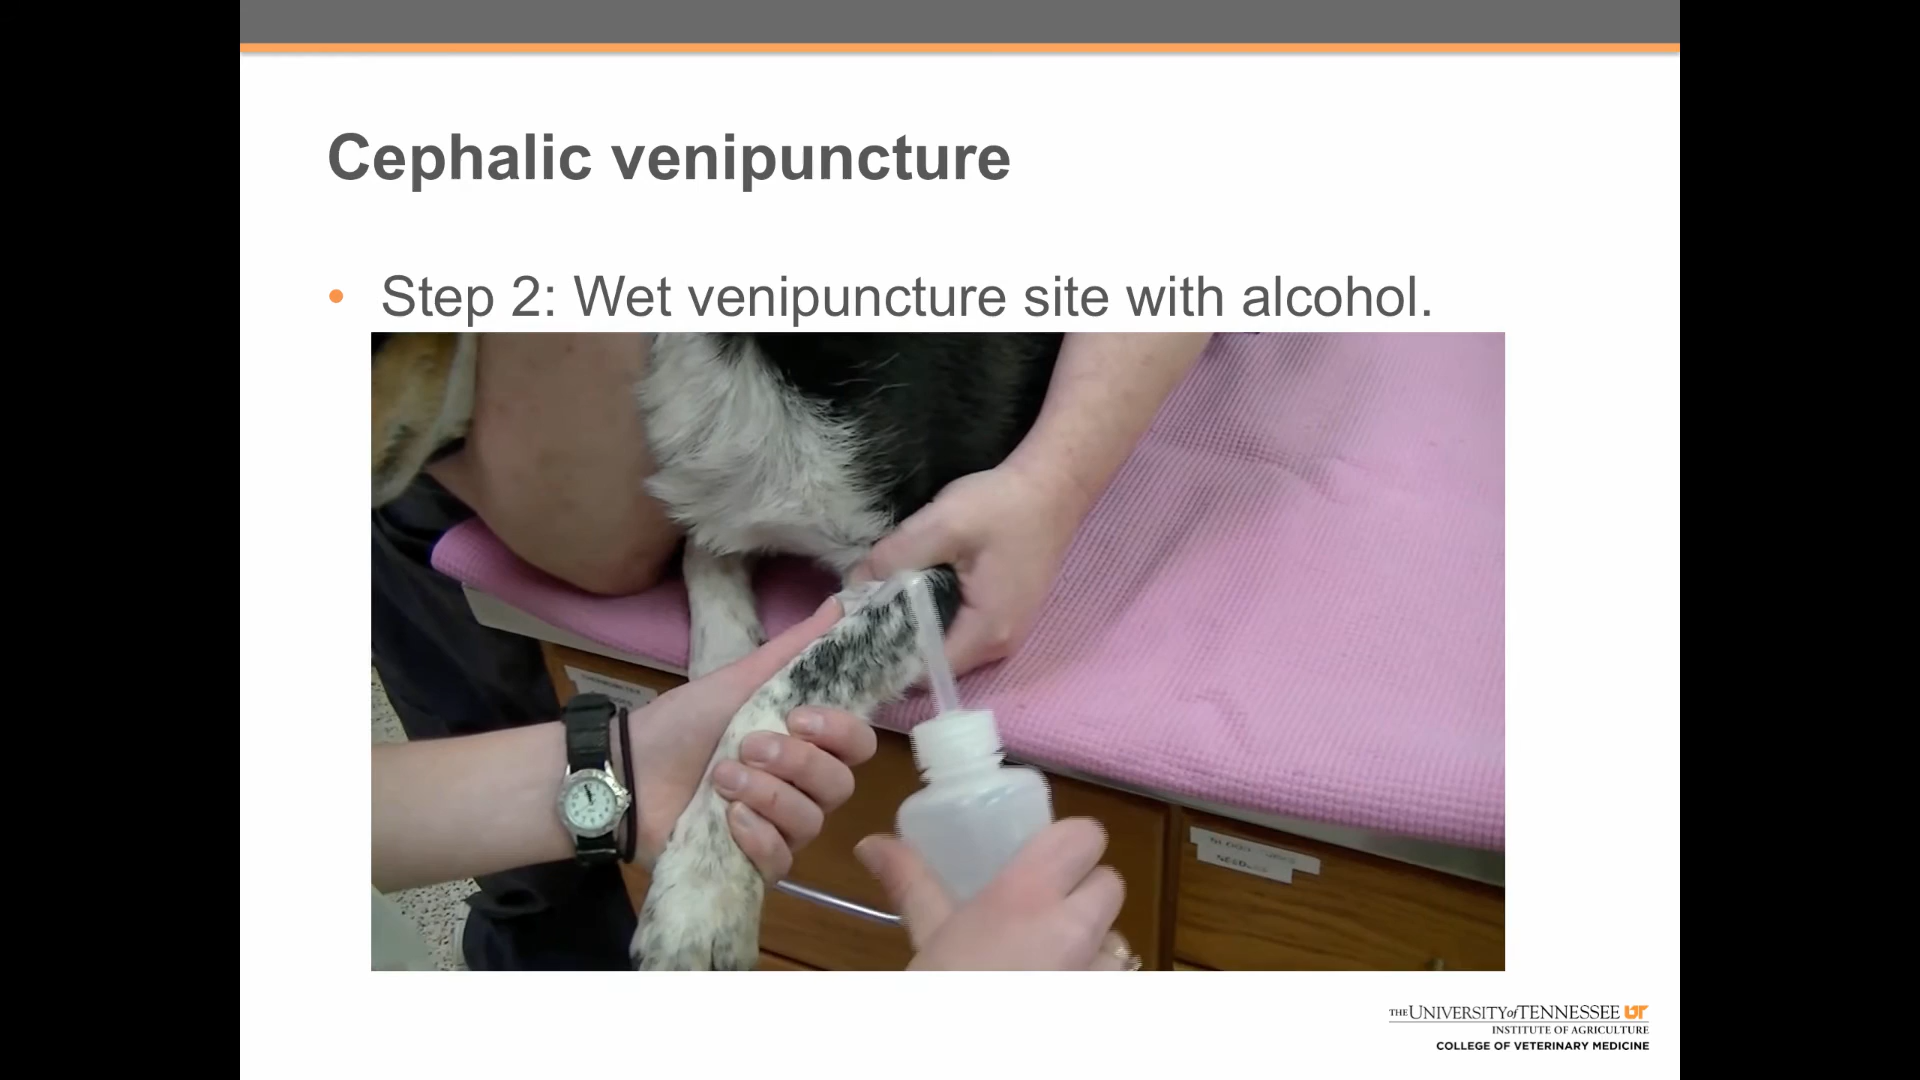 Cephalic venipuncture
• Step 2: Wet venipuncture site with alcohol.
THE UNIVERSITY of TENNESSEE UT
INSTITUTE OF AGRICULTURE
COLLEGE OF VETERINARY MEDICINE